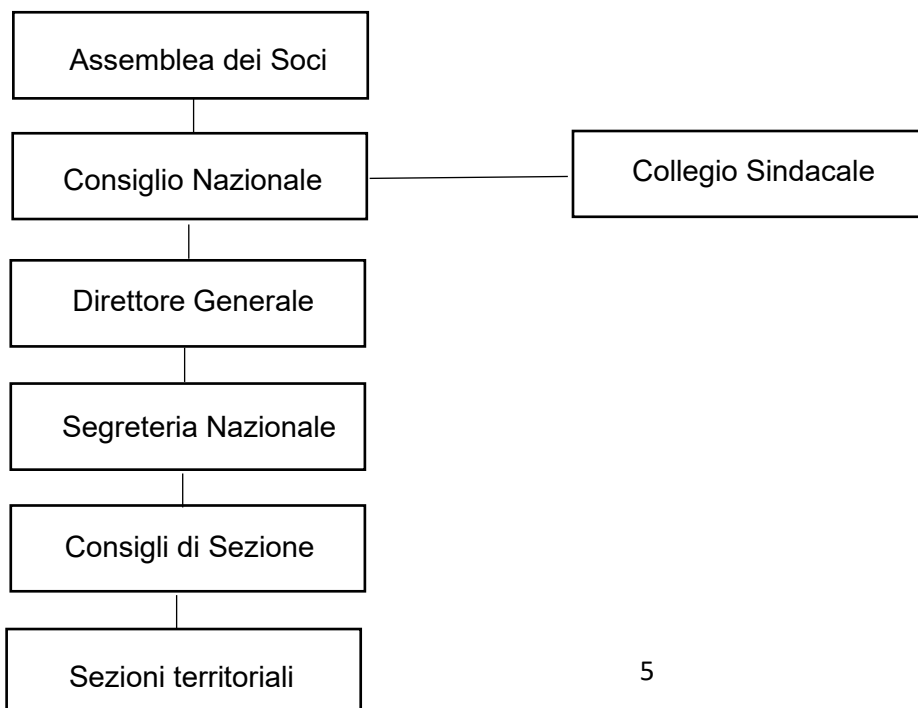 Assemblea dei Soci
Consiglio Nazionale
Collegio Sindacale
Direttore Generale
Segreteria Nazionale
Consigli di Sezione
Sezioni territoriali
5